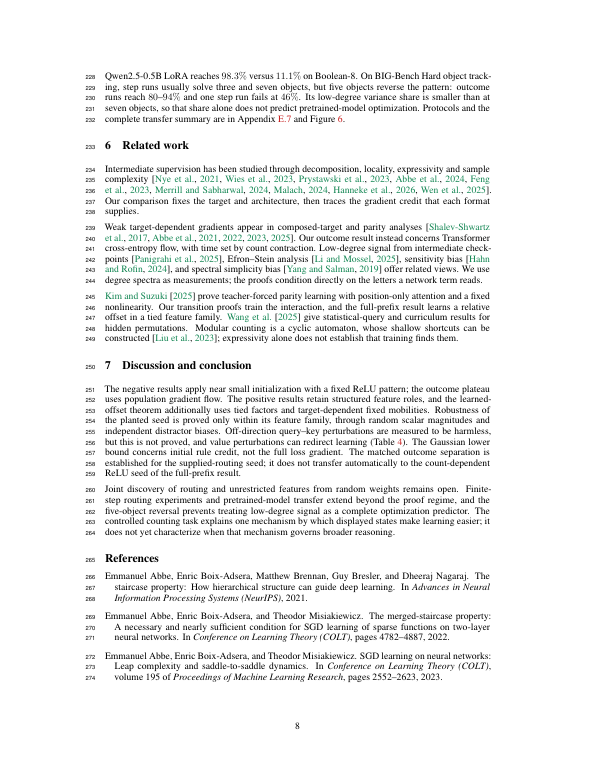 228 Qwen2.5-0.5B LoRA reaches 98.3% versus 11.1% on Boolean-8. On BIG-Bench Hard object track-
229 ing, step runs usually solve three and seven objects, but five objects reverse the pattern: outcome
230 runs reach 80–94% and one step run fails at 46%. Its low-degree variance share is smaller than at
231 seven objects, so that share alone does not predict pretrained-model optimization. Protocols and the
232 complete transfer summary are in Appendix E.7 and Figure 6.
233 6 Related work
234 Intermediate supervision has been studied through decomposition, locality, expressivity and sample
235 complexity [Nye et al., 2021, Wies et al., 2023, Prystawski et al., 2023, Abbe et al., 2024, Feng
236 et al., 2023, Merrill and Sabharwal, 2024, Malach, 2024, Hanneke et al., 2026, Wen et al., 2025].
237 Our comparison fixes the target and architecture, then traces the gradient credit that each format
238 supplies.
239 Weak target-dependent gradients appear in composed-target and parity analyses [Shalev-Shwartz
240 et al., 2017, Abbe et al., 2021, 2022, 2023, 2025]. Our outcome result instead concerns Transformer
241 cross-entropy flow, with time set by count contraction. Low-degree signal from intermediate check-
242 points [Panigrahi et al., 2025], Efron–Stein analysis [Li and Mossel, 2025], sensitivity bias [Hahn
243 and Rofin, 2024], and spectral simplicity bias [Yang and Salman, 2019] offer related views. We use
244 degree spectra as measurements; the proofs condition directly on the letters a network term reads.
245 Kim and Suzuki [2025] prove teacher-forced parity learning with position-only attention and a fixed
246 nonlinearity. Our transition proofs train the interaction, and the full-prefix result learns a relative
247 offset in a tied feature family. Wang et al. [2025] give statistical-query and curriculum results for
248 hidden permutations. Modular counting is a cyclic automaton, whose shallow shortcuts can be
249 constructed [Liu et al., 2023]; expressivity alone does not establish that training finds them.
250 7 Discussion and conclusion
251 The negative results apply near small initialization with a fixed ReLU pattern; the outcome plateau
252 uses population gradient flow. The positive results retain structured feature roles, and the learned-
253 offset theorem additionally uses tied factors and target-dependent fixed mobilities. Robustness of
254 the planted seed is proved only within its feature family, through random scalar magnitudes and
255 independent distractor biases. Off-direction query–key perturbations are measured to be harmless,
256 but this is not proved, and value perturbations can redirect learning (Table 4). The Gaussian lower
257 bound concerns initial rule credit, not the full loss gradient. The matched outcome separation is
258 established for the supplied-routing seed; it does not transfer automatically to the count-dependent
259 ReLU seed of the full-prefix result.
260 Joint discovery of routing and unrestricted features from random weights remains open. Finite-
261 step routing experiments and pretrained-model transfer extend beyond the proof regime, and the
262 five-object reversal prevents treating low-degree signal as a complete optimization predictor. The
263 controlled counting task explains one mechanism by which displayed states make learning easier; it
264 does not yet characterize when that mechanism governs broader reasoning.
265 References
266 Emmanuel Abbe, Enric Boix-Adsera, Matthew Brennan, Guy Bresler, and Dheeraj Nagaraj. The
267 staircase property: How hierarchical structure can guide deep learning. In Advances in Neural
268 Information Processing Systems (NeurIPS), 2021.
269 Emmanuel Abbe, Enric Boix-Adsera, and Theodor Misiakiewicz. The merged-staircase property:
270 A necessary and nearly sufficient condition for SGD learning of sparse functions on two-layer
271 neural networks. In Conference on Learning Theory (COLT), pages 4782–4887, 2022.
272 Emmanuel Abbe, Enric Boix-Adsera, and Theodor Misiakiewicz. SGD learning on neural networks:
273 Leap complexity and saddle-to-saddle dynamics. In Conference on Learning Theory (COLT),
274 volume 195 of Proceedings of Machine Learning Research, pages 2552–2623, 2023.
8